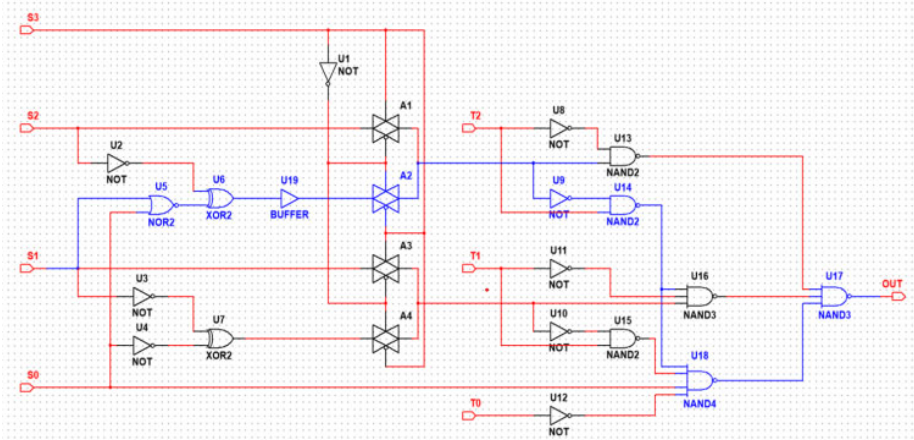 S3
U1
NOT
A1
S2
T2
U8
NOT
U13
NAND2
U2
NOT
U5
NOR2
U6
XOR2
U19
BUFFER
A2
U9
NOT
U14
NAND2
S1
A3
T1
U11
NOT
U16
NAND3
U17
NAND3
OUT
U3
NOT
U4
NOT
U7
XOR2
A4
U10
NOT
U15
NAND2
U18
NAND4
S0
T0
U12
NOT